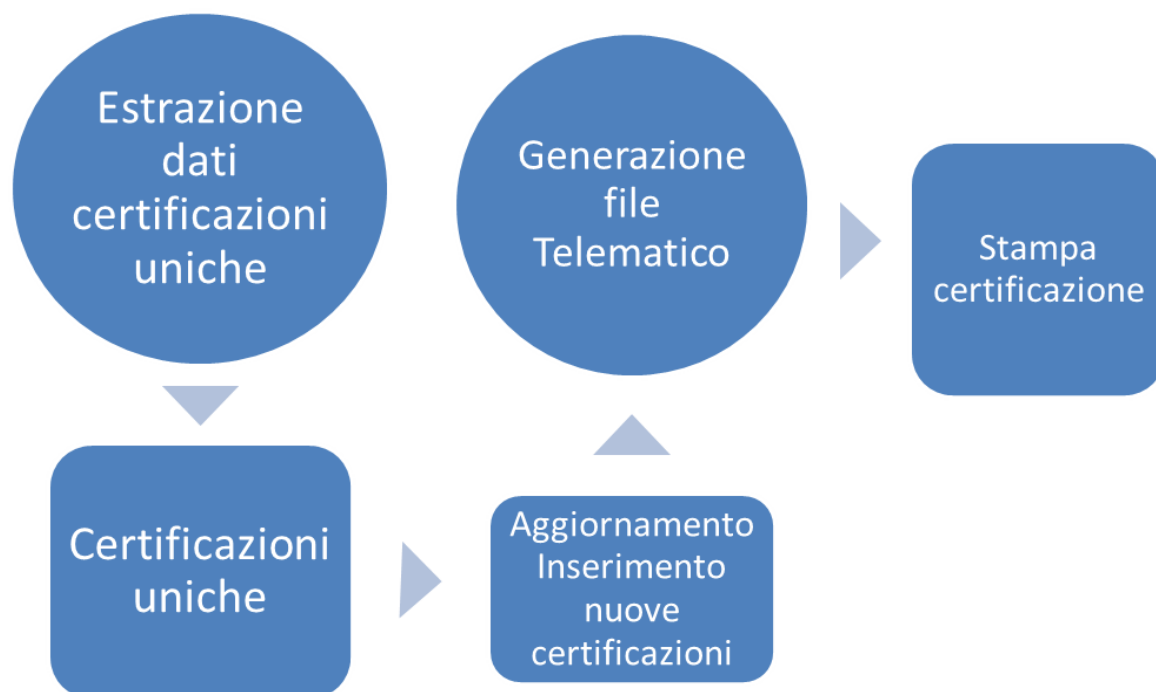 Estrazione
dati
certificazioni
uniche
Certificazioni
uniche
Aggiornamento
Inserimento
nuove
certificazioni
Generazione
file
Telematico
Stampa
certificazione